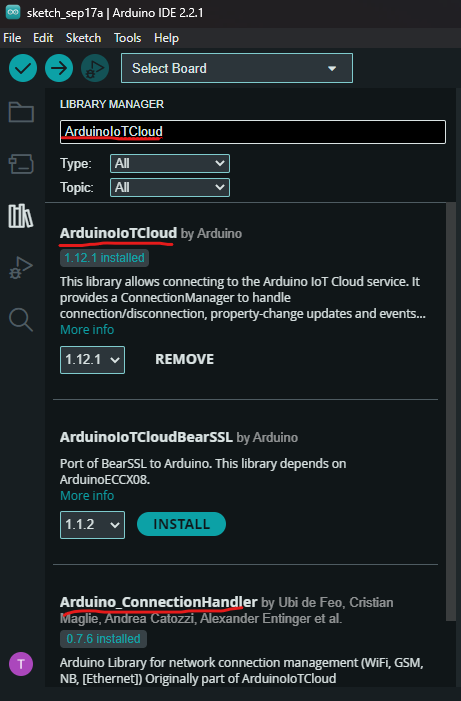 sketch_sep17a | Arduino IDE 2.2.1
File Edit Sketch Tools Help
Select Board
LIBRARY MANAGER
ArduinoIoTCloud
Type: All
Topic: All
ArduinoIoTCloud by Arduino
1.12.1 installed
This library allows connecting to the Arduino IoT Cloud service. It
provides a ConnectionManager to handle
connection/disconnection, property-change updates and events...
More info
1.12.1 REMOVE
ArduinoIoTCloudBearSSL by Arduino
Port of BearSSL to Arduino. This library depends on
ArduinoECCX08.
More info
1.1.2 INSTALL
Arduino_ConnectionHandler by Ubi de Feo, Cristian
Maglie, Andrea Catozzi, Alexander Entinger et al.
0.7.6 installed
Arduino Library for network connection management (WiFi, GSM,
NB, [Ethernet]) Originally part of ArduinoIoTCloud
T